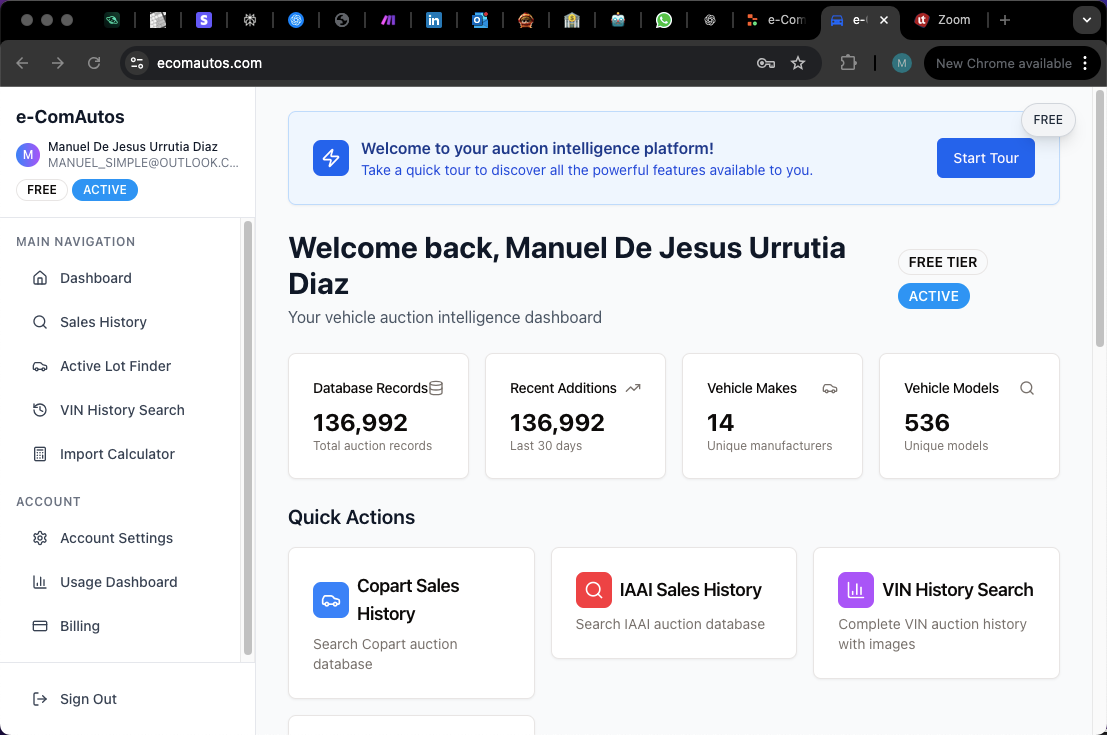 e-Com
e-
Zoom
ecomautos.com
M
New Chrome available
e-ComAutos
M
Manuel De Jesus Urrutia Diaz
MANUEL_SIMPLE@OUTLOOK.C...
FREE
ACTIVE
MAIN NAVIGATION
Dashboard
Sales History
Active Lot Finder
VIN History Search
Import Calculator
ACCOUNT
Account Settings
Usage Dashboard
Billing
Sign Out
FREE
Welcome to your auction intelligence platform!
Take a quick tour to discover all the powerful features available to you.
Start Tour
Welcome back, Manuel De Jesus Urrutia
Diaz
Your vehicle auction intelligence dashboard
FREE TIER
ACTIVE
Database Records
136,992
Total auction records
Recent Additions
136,992
Last 30 days
Vehicle Makes
14
Unique manufacturers
Vehicle Models
536
Unique models
Quick Actions
Copart Sales
History
Search Copart auction
database
IAAI Sales History
Search IAAI auction database
VIN History Search
Complete VIN auction history
with images